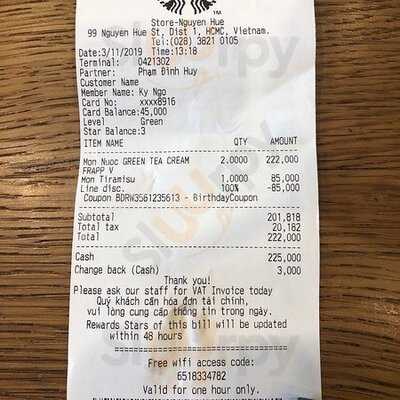 TM
Store-Nguyen Hue
99 Nguyen Hue St, Dist 1, HCMC, Vietnam.
Tel:(028) 3821 0105
Date:3/11/2019 Time:13:18
Terminal: 0421302
Partner: Phạm Đình Huy
Customer Name
Member Name: Ky Ngo
Card No: xxxx8916
Card Balance:45,000
Level Green
Star Balance:3
ITEM NAME QTY AMOUNT
Mon Nuoc GREEN TEA CREAM 2.0000 222,000
FRAPP V
Mon Tiramisu 1.0000 85,000
Line disc. 100% -85,000
Coupon BDRW3561235613 - BirthdayCoupon
Subtotal 201,818
Total tax 20,182
Total 222,000
Cash 225,000
Change back (Cash) 3,000
Thank you!
Please ask our staff for VAT Invoice today
Quý khách cần hóa đơn tài chính,
vui lòng cung cấp thông tin trong ngày.
Rewards Stars of this bill will be updated
within 48 hours
Free wifi access code:
6518334782
Valid for one hour only.